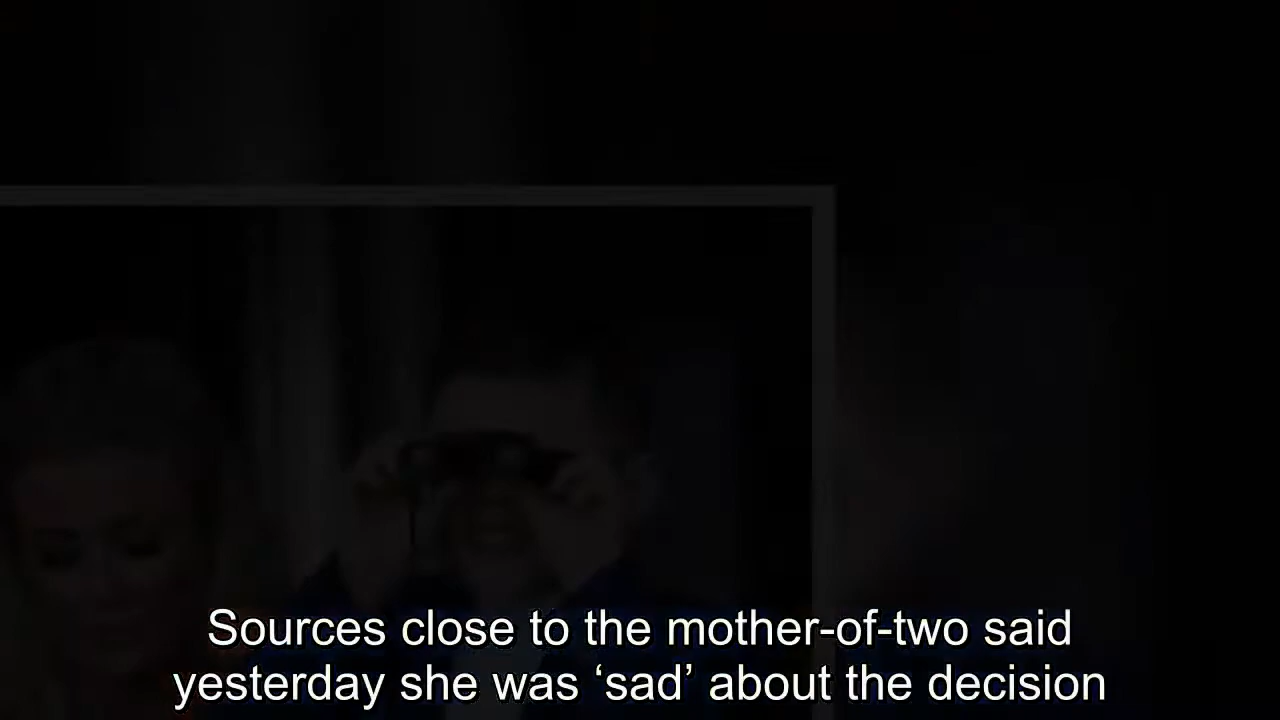 Sources close to the mother-of-two said
yesterday she was ‘sad’ about the decision